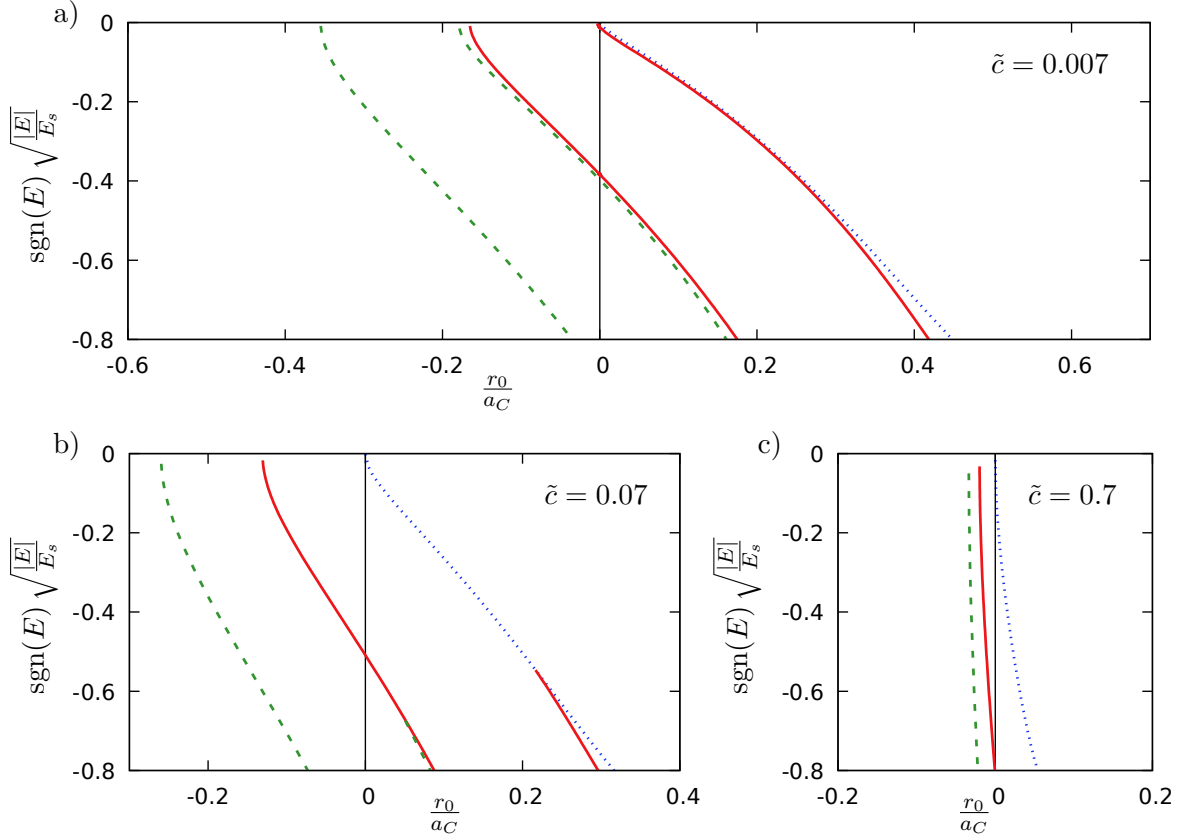 a)
0
-0.2
-0.4
-0.6
-0.8
sgn(E) √(|E|/E_s)
c̃ = 0.007
-0.6 -0.4 -0.2 0 0.2 0.4 0.6
r_0/a_C
b)
0
-0.2
-0.4
-0.6
-0.8
sgn(E) √(|E|/E_s)
c̃ = 0.07
-0.2 0 0.2 0.4
r_0/a_C
c)
0
-0.2
-0.4
-0.6
-0.8
sgn(E) √(|E|/E_s)
c̃ = 0.7
-0.2 0 0.2
r_0/a_C